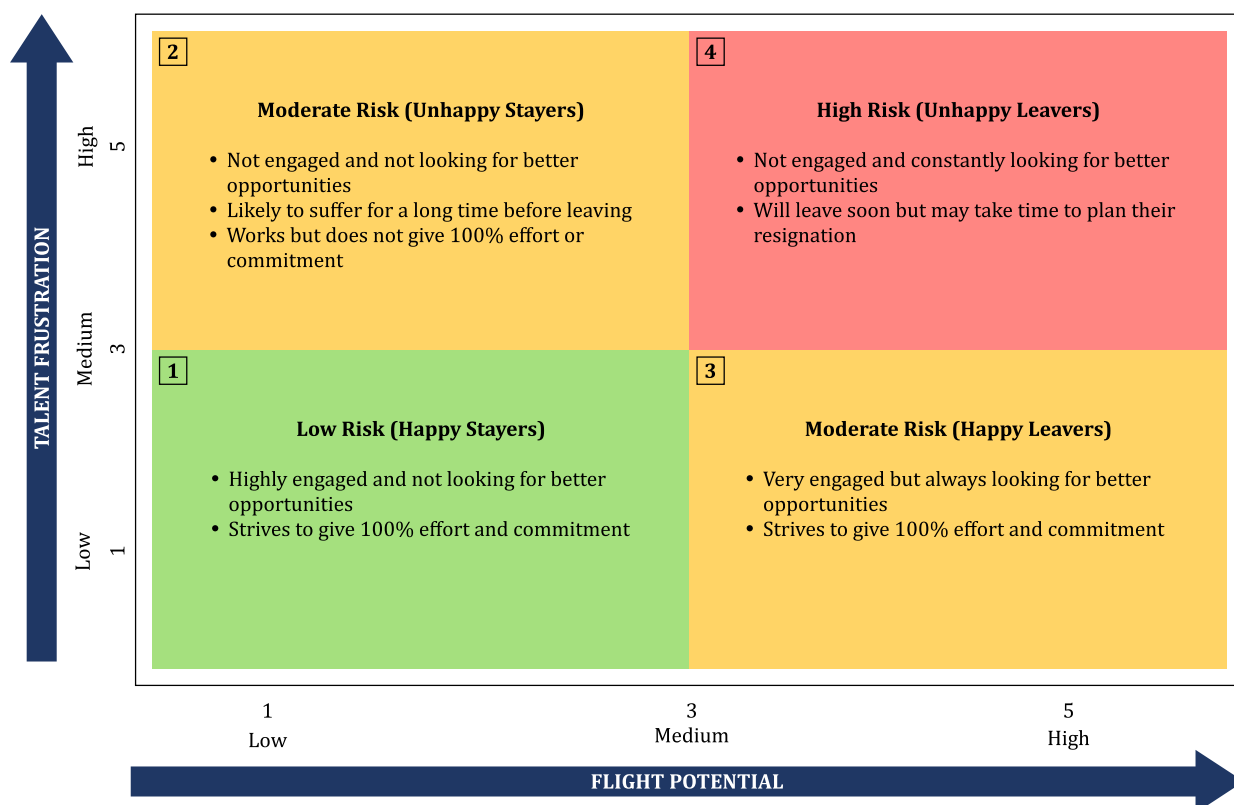 2
Moderate Risk (Unhappy Stayers)
• Not engaged and not looking for better
opportunities
• Likely to suffer for a long time before leaving
• Works but does not give 100% effort or
commitment
4
High Risk (Unhappy Leavers)
• Not engaged and constantly looking for better
opportunities
• Will leave soon but may take time to plan their
resignation
1
Low Risk (Happy Stayers)
• Highly engaged and not looking for better
opportunities
• Strives to give 100% effort and commitment
3
Moderate Risk (Happy Leavers)
• Very engaged but always looking for better
opportunities
• Strives to give 100% effort and commitment
TALENT FRUSTRATION
High
5
Medium
3
Low
1
1
Low
3
Medium
5
High
FLIGHT POTENTIAL